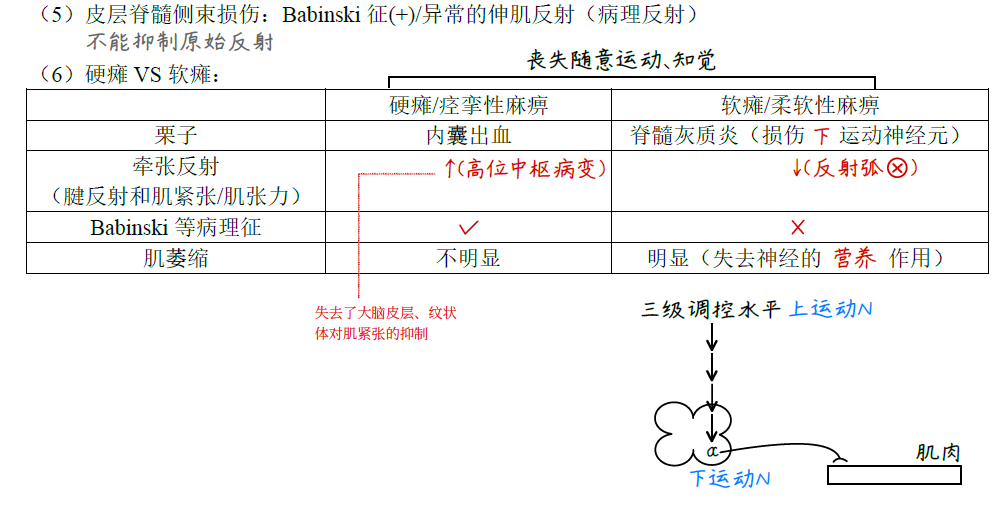 （5）皮层脊髓侧束损伤：Babinski 征(+)/异常的伸肌反射（病理反射）
不能抑制原始反射
（6）硬瘫 VS 软瘫：
丧失随意运动、知觉
硬瘫/痉挛性麻痹
软瘫/柔软性麻痹
栗子
内囊出血
脊髓灰质炎（损伤 下 运动神经元）
牵张反射
（腱反射和肌紧张/肌张力）
↑(高位中枢病变)
↓(反射弧⊗)
Babinski 等病理征
✓
×
肌萎缩
不明显
明显（失去神经的 营养 作用）
失去了大脑皮层、纹状
体对肌紧张的抑制
三级调控水平 上运动N
α
下运动N
肌肉